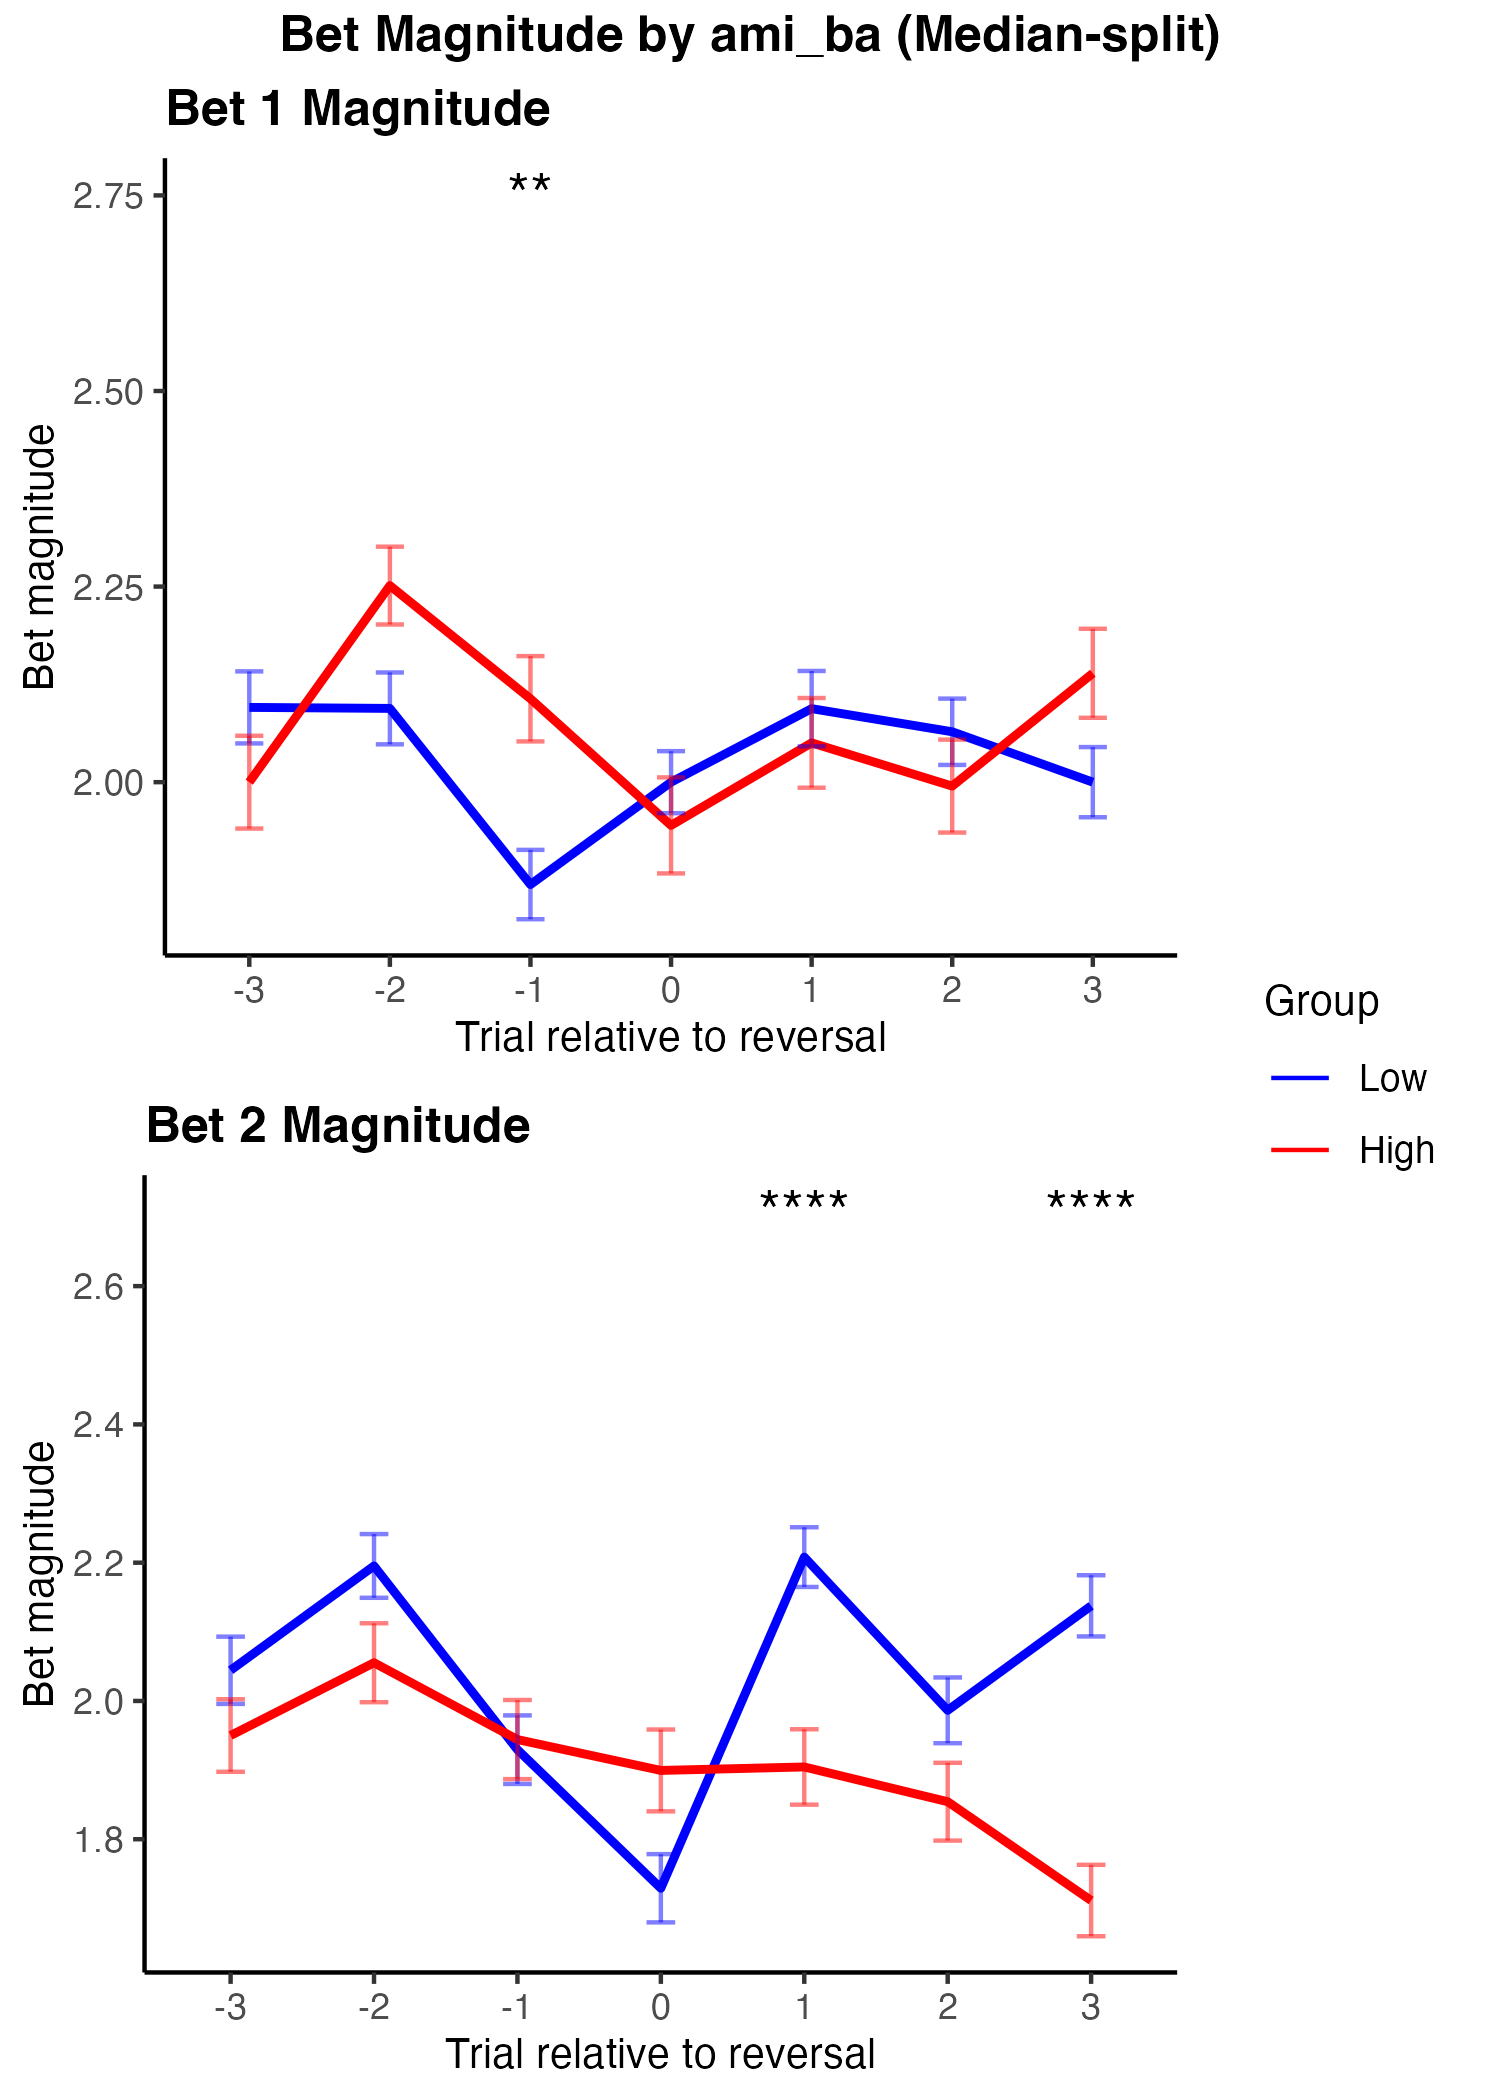 Bet Magnitude by ami_ba (Median-split)
Bet 1 Magnitude
**
2.75
2.50
2.25
2.00
Bet magnitude
-3 -2 -1 0 1 2 3
Trial relative to reversal
Group
Low
High
Bet 2 Magnitude
**** ****
2.6
2.4
2.2
2.0
1.8
Bet magnitude
-3 -2 -1 0 1 2 3
Trial relative to reversal